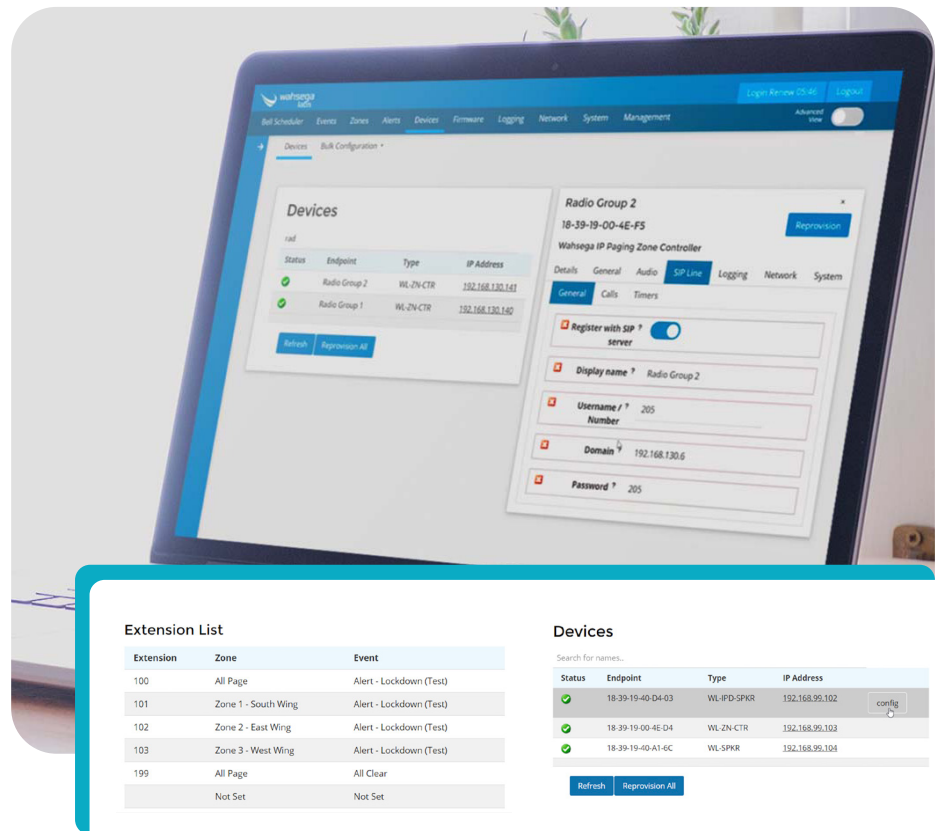 wahsega
labs
Login Renew 05:46 Logout
Bell Scheduler Events Zones Alerts Devices Firmware Logging Network System Management Advanced View
Devices Bulk Configuration
Devices
rad
Status Endpoint Type IP Address
Radio Group 2 WL-ZN-CTR 192.168.130.141
Radio Group 1 WL-ZN-CTR 192.168.130.140
Refresh Reprovision All
Radio Group 2 ×
18-39-19-00-4E-F5 Reprovision
Wahsega IP Paging Zone Controller
Details General Audio SIP Line Logging Network System
General Calls Timers
Register with SIP ?
server
Display name ? Radio Group 2
Username / ? 205
Number
Domain ? 192.168.130.6
Password ? 205
Extension List
Extension Zone Event
100 All Page Alert - Lockdown (Test)
101 Zone 1 - South Wing Alert - Lockdown (Test)
102 Zone 2 - East Wing Alert - Lockdown (Test)
103 Zone 3 - West Wing Alert - Lockdown (Test)
199 All Page All Clear
Not Set Not Set
Devices
Search for names..
Status Endpoint Type IP Address
18-39-19-40-D4-03 WL-IPD-SPKR 192.168.99.102 config
18-39-19-00-4E-D4 WL-ZN-CTR 192.168.99.103
18-39-19-40-A1-6C WL-SPKR 192.168.99.104
Refresh Reprovision All